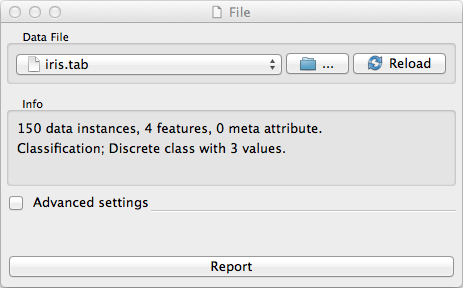 File
Data File
iris.tab
...
Reload
Info
150 data instances, 4 features, 0 meta attribute.
Classification; Discrete class with 3 values.
Advanced settings
Report